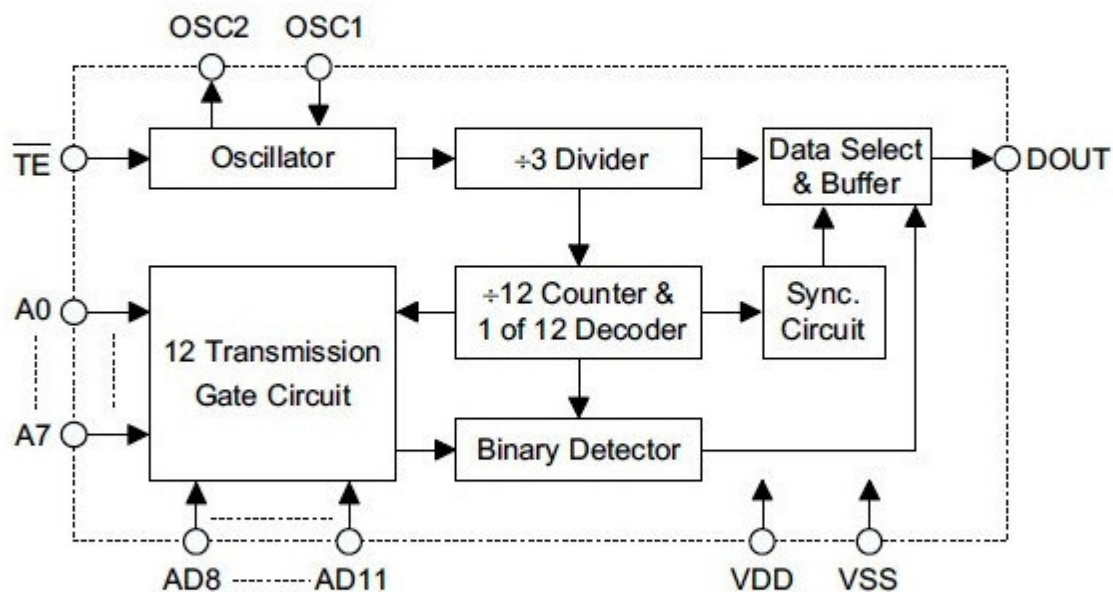 OSC2 OSC1
T̅E̅ Oscillator ÷3 Divider Data Select
& Buffer DOUT
A0 ÷12 Counter &
1 of 12 Decoder Sync.
Circuit
12 Transmission
Gate Circuit
A7 Binary Detector
AD8 AD11 VDD VSS